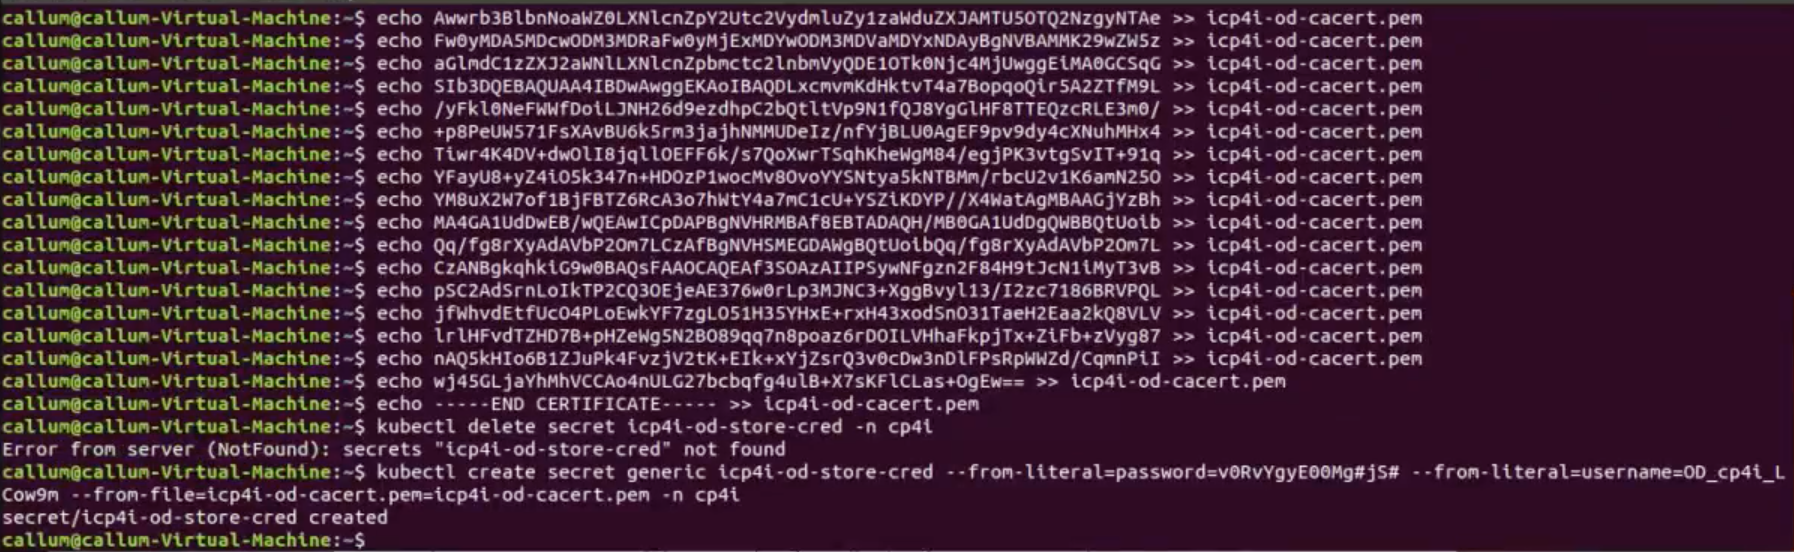 callum@callum-Virtual-Machine:~$ echo Awwrb3BlbnNoaWZ0LXNlcnZpY2Utc2VydmluZy1zaWduZXJAMTU5OTQ2NzgyNTAe >> icp4i-od-cacert.pem
callum@callum-Virtual-Machine:~$ echo Fw0yMDA5MDcwODM3MDRaFw0yMjExMDYwODM3MDVaMDYxNDAyBgNVBAMMK29wZW5z >> icp4i-od-cacert.pem
callum@callum-Virtual-Machine:~$ echo aGlmdC1zZXJ2aWNlLXNlcnZpbmctc2lnbmVyQDE1OTk0Njc4MjUwggEiMA0GCSqG >> icp4i-od-cacert.pem
callum@callum-Virtual-Machine:~$ echo SIb3DQEBAQUAA4IBDwAwggEKAoIBAQDLxcmvmKdHktvT4a7BopqoQir5A2ZTfM9L >> icp4i-od-cacert.pem
callum@callum-Virtual-Machine:~$ echo /yFkl0NeFWWfDoiLJNH26d9ezdhpC2bQtltVp9N1fQJ8YgGlHF8TTEQzcRLE3m0/ >> icp4i-od-cacert.pem
callum@callum-Virtual-Machine:~$ echo +p8PeUW571FsXAvBU6k5rm3jajhNMMUDeIz/nfYjBLU0AgEF9pv9dy4cXNuhMHx4 >> icp4i-od-cacert.pem
callum@callum-Virtual-Machine:~$ echo Tiwr4K4DV+dwOlI8jqllOEFF6k/s7QoXwrTSqhKheWgM84/egjPK3vtgSvIT+91q >> icp4i-od-cacert.pem
callum@callum-Virtual-Machine:~$ echo YFayU8+yZ4iO5k347n+HDOzP1wocMv8OvoYYSNtya5kNTBMm/rbcU2v1K6amN25O >> icp4i-od-cacert.pem
callum@callum-Virtual-Machine:~$ echo YM8uX2W7of1BjFBTZ6RcA3o7hWtY4a7mC1cU+YSZiKDYP//X4WatAgMBAAGjYzBh >> icp4i-od-cacert.pem
callum@callum-Virtual-Machine:~$ echo MA4GA1UdDwEB/wQEAwICpDAPBgNVHRMBAf8EBTADAQH/MB0GA1UdDgQWBBQtUoib >> icp4i-od-cacert.pem
callum@callum-Virtual-Machine:~$ echo Qq/fg8rXyAdAVbP2Om7LCzAfBgNVHSMEGDAWgBQtUoibQq/fg8rXyAdAVbP2Om7L >> icp4i-od-cacert.pem
callum@callum-Virtual-Machine:~$ echo CzANBgkqhkiG9w0BAQsFAAOCAQEAf3SOAzAIIPSywNFgzn2F84H9tJcN1iMyT3vB >> icp4i-od-cacert.pem
callum@callum-Virtual-Machine:~$ echo pSC2AdSrnLoIkTP2CQ3OEjeAE376w0rLp3MJNC3+XggBvyl13/I2zc7186BRVPQL >> icp4i-od-cacert.pem
callum@callum-Virtual-Machine:~$ echo jfWhvdEtfUcO4PLoEwkYF7zgLO51H35YHxE+rxH43xodSnO31TaeH2Eaa2kQ8VLV >> icp4i-od-cacert.pem
callum@callum-Virtual-Machine:~$ echo lrlHFvdTZHD7B+pHZeWg5N2BO89qq7n8poaz6rDOILVHhaFkpjTx+ZiFb+zVyg87 >> icp4i-od-cacert.pem
callum@callum-Virtual-Machine:~$ echo nAQ5kHIo6B1ZJuPk4FvzjV2tK+EIk+xYjZsrQ3v0cDw3nDlFPsRpWWZd/CqmnPiI >> icp4i-od-cacert.pem
callum@callum-Virtual-Machine:~$ echo wj45GLjaYhMhVCCAo4nULG27bcbqfg4ulB+X7sKFlCLas+OgEw== >> icp4i-od-cacert.pem
callum@callum-Virtual-Machine:~$ echo -----END CERTIFICATE----- >> icp4i-od-cacert.pem
callum@callum-Virtual-Machine:~$ kubectl delete secret icp4i-od-store-cred -n cp4i
Error from server (NotFound): secrets "icp4i-od-store-cred" not found
callum@callum-Virtual-Machine:~$ kubectl create secret generic icp4i-od-store-cred --from-literal=password=v0RvYgyE00Mg#jS# --from-literal=username=OD_cp4i_L
Cow9m --from-file=icp4i-od-cacert.pem=icp4i-od-cacert.pem -n cp4i
secret/icp4i-od-store-cred created
callum@callum-Virtual-Machine:~$